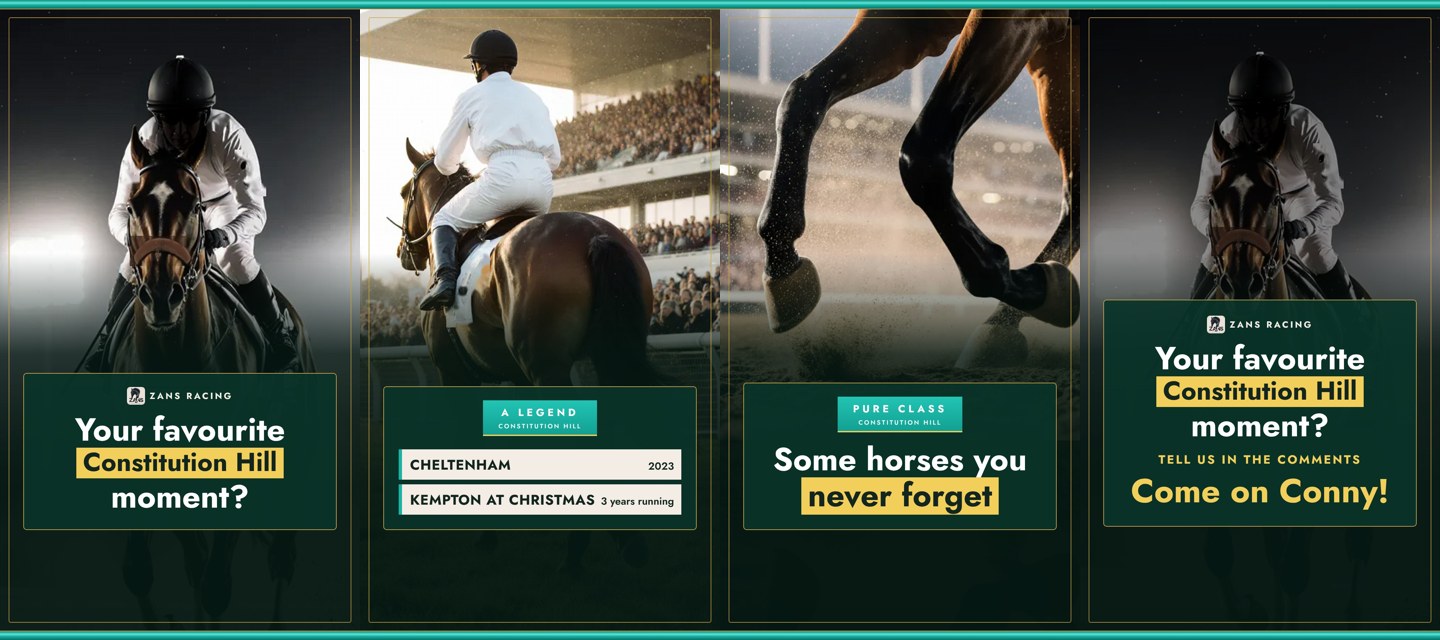 ZANS RACING
Your favourite
Constitution Hill
moment?
A LEGEND
CONSTITUTION HILL
CHELTENHAM 2023
KEMPTON AT CHRISTMAS 3 years running
PURE CLASS
CONSTITUTION HILL
Some horses you
never forget
ZANS RACING
Your favourite
Constitution Hill
moment?
TELL US IN THE COMMENTS
Come on Conny!